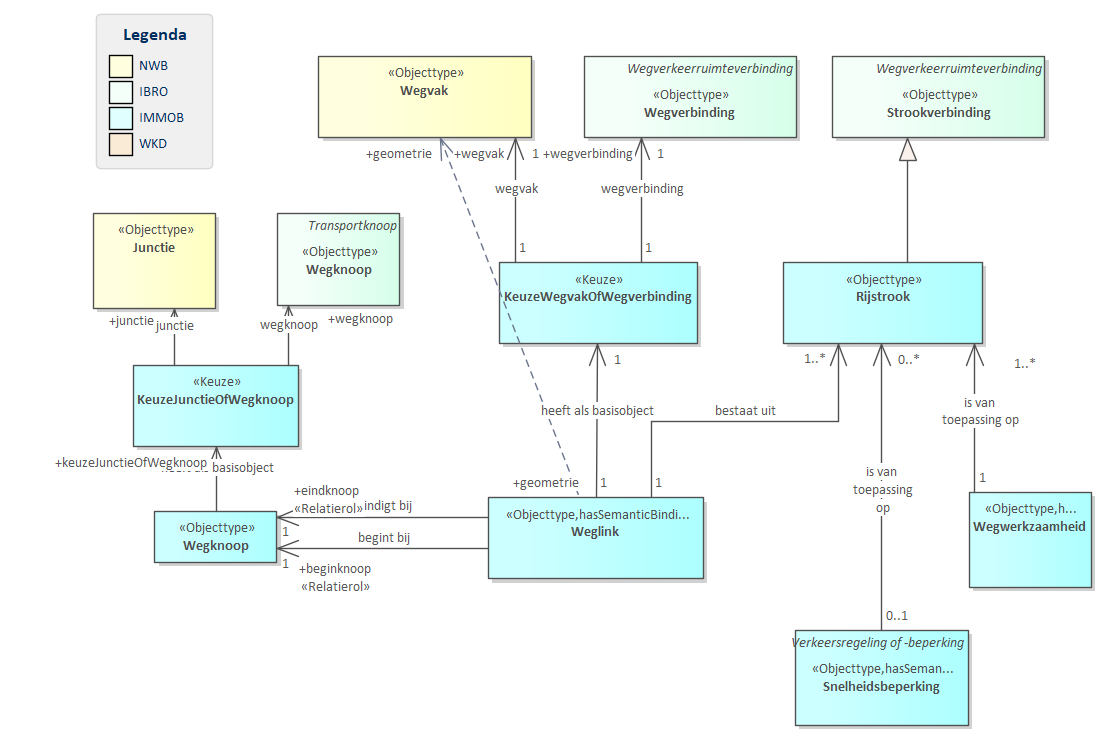 Legenda
NWB
IBRO
IMMOB
WKD
«Objecttype»
Wegvak
Wegverkeerruimteverbinding
«Objecttype»
Wegverbinding
Wegverkeerruimteverbinding
«Objecttype»
Strookverbinding
+geometrie
+wegvak
1
+wegverbinding
1
wegvak
wegverbinding
1
1
«Objecttype»
Junctie
Transportknoop
«Objecttype»
Wegknoop
+junctie
junctie
wegknoop
+wegknoop
«Keuze»
KeuzeWegvakOfWegverbinding
«Objecttype»
Rijstrook
1
1..*
0..*
1..*
«Keuze»
KeuzeJunctieOfWegknoop
heeft als basisobject
bestaat uit
is van
toepassing op
+keuzeJunctieOfWegknoop
basisobject
is van
toepassing
op
+geometrie
1
1
1
+eindknoop
«Relatierol»
indigt bij
1
«Objecttype»
Wegknoop
begint bij
1
+beginknoop
«Relatierol»
«Objecttype,hasSemanticBindi...
Weglink
«Objecttype,h...
Wegwerkzaamheid
0..1
Verkeersregeling of -beperking
«Objecttype,hasSeman...
Snelheidsbeperking